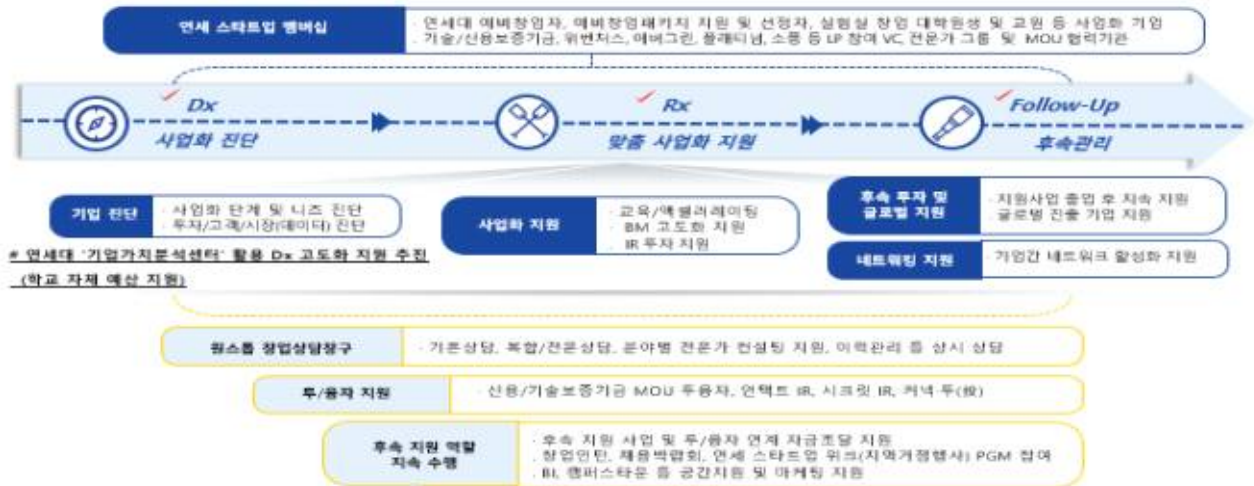 연세 스타트업 멤버십
· 연세대 예비창업자, 예비창업패키지 지원 및 선정자, 실험실 창업 대학원생 및 교원 등 사업화 기업
· 기술/신용보증기금, 위벤처스, 에버그린, 플래티넘, 소풍 등 LP 참여 VC, 전문가 그룹 및 MOU 협력기관
Dx
사업화 진단
Rx
맞춤 사업화 지원
Follow-Up
후속관리
기업 진단
· 사업화 단계 및 니즈 진단
· 투자/고객/시장(데이터) 진단
# 연세대 '기업가치분석센터' 활용 Dx 고도화 지원 추진
(학교 자체 예산 지원)
사업화 지원
· 교육/액셀러레이팅
· BM 고도화 지원
· IR 투자 지원
후속 투자 및
글로벌 지원
· 지원사업 졸업 후 지속 지원
· 글로벌 진출 기업 지원
네트워킹 지원
· 기업간 네트워크 활성화 지원
원스톱 창업상담창구
· 기본상담, 복합/전문상담, 분야별 전문가 컨설팅 지원, 이력관리 등 상시 상담
투/융자 지원
· 신용/기술보증기금 MOU 투융자, 언택트 IR, 시크릿 IR, 커넥·투(投)
후속 지원 역할
지속 수행
· 후속 지원 사업 및 투/융자 연계 자금조달 지원
· 창업인턴, 채용박람회, 연세 스타트업 위크(지역거점행사) PGM 참여
· BI, 캠퍼스타운 등 공간지원 및 마케팅 지원